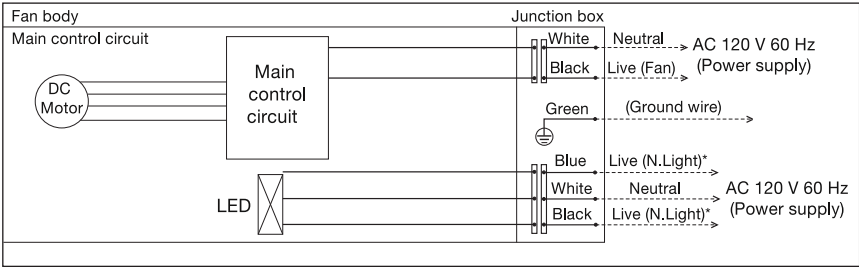 Fan body
Junction box
Main control circuit
White
Neutral
AC 120 V 60 Hz
(Power supply)
Black
Live (Fan)
DC
Motor
Main
control
circuit
Green
(Ground wire)
Blue
Live (N.Light)*
LED
White
Neutral
AC 120 V 60 Hz
(Power supply)
Black
Live (N.Light)*